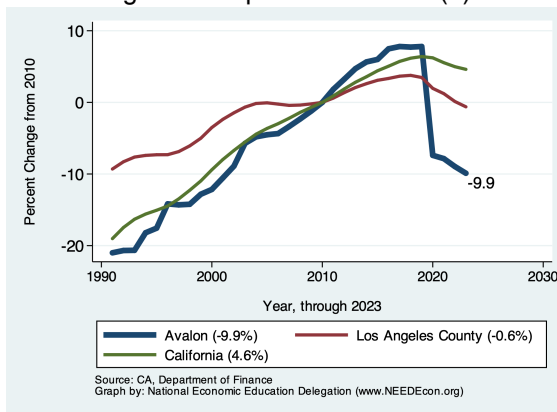 Percent Change from 2010
10
0
-10
-20
-9.9
1990
2000
2010
2020
2030
Year, through 2023
Avalon (-9.9%)
Los Angeles County (-0.6%)
California (4.6%)
Source: CA, Department of Finance
Graph by: National Economic Education Delegation (www.NEEDEcon.org)